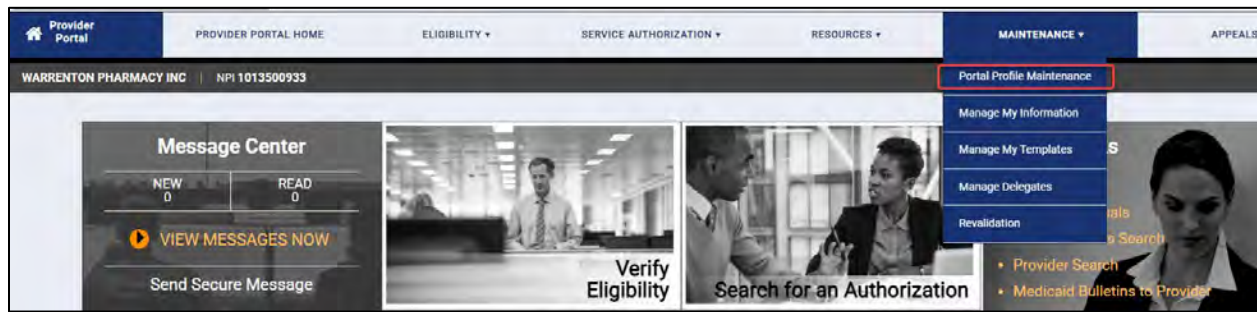 Provider
Portal
PROVIDER PORTAL HOME
ELIGIBILITY
SERVICE AUTHORIZATION
RESOURCES
MAINTENANCE
APPEALS
WARRENTON PHARMACY INC | NPI 1013500933
Portal Profile Maintenance
Manage My Information
Manage My Templates
Manage Delegates
Revalidation
Message Center
NEW
0
READ
0
VIEW MESSAGES NOW
Send Secure Message
Verify
Eligibility
Search for an Authorization
Search
• Provider Search
• Medicaid Bulletins to Provider